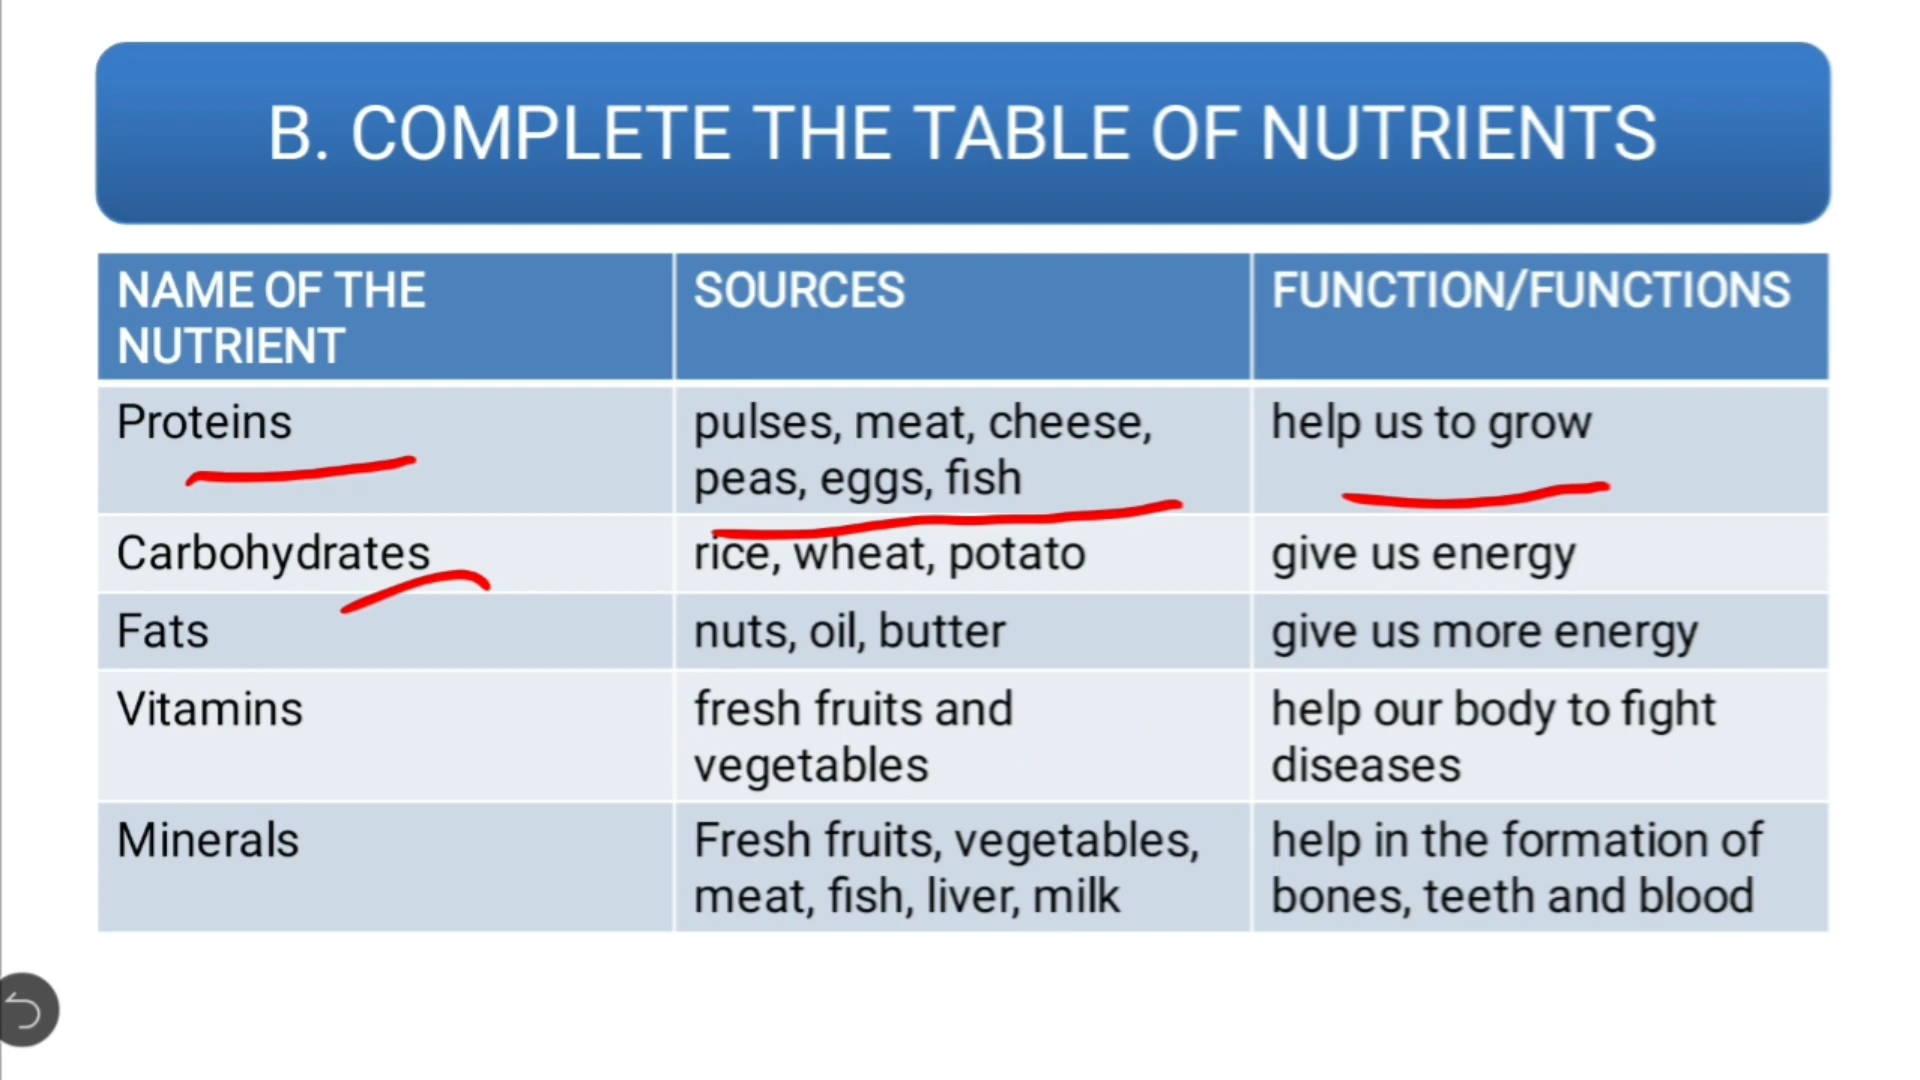 B. COMPLETE THE TABLE OF NUTRIENTS
NAME OF THE
NUTRIENT
SOURCES
FUNCTION/FUNCTIONS
Proteins
pulses, meat, cheese,
peas, eggs, fish
help us to grow
Carbohydrates
rice, wheat, potato
give us energy
Fats
nuts, oil, butter
give us more energy
Vitamins
fresh fruits and
vegetables
help our body to fight
diseases
Minerals
Fresh fruits, vegetables,
meat, fish, liver, milk
help in the formation of
bones, teeth and blood